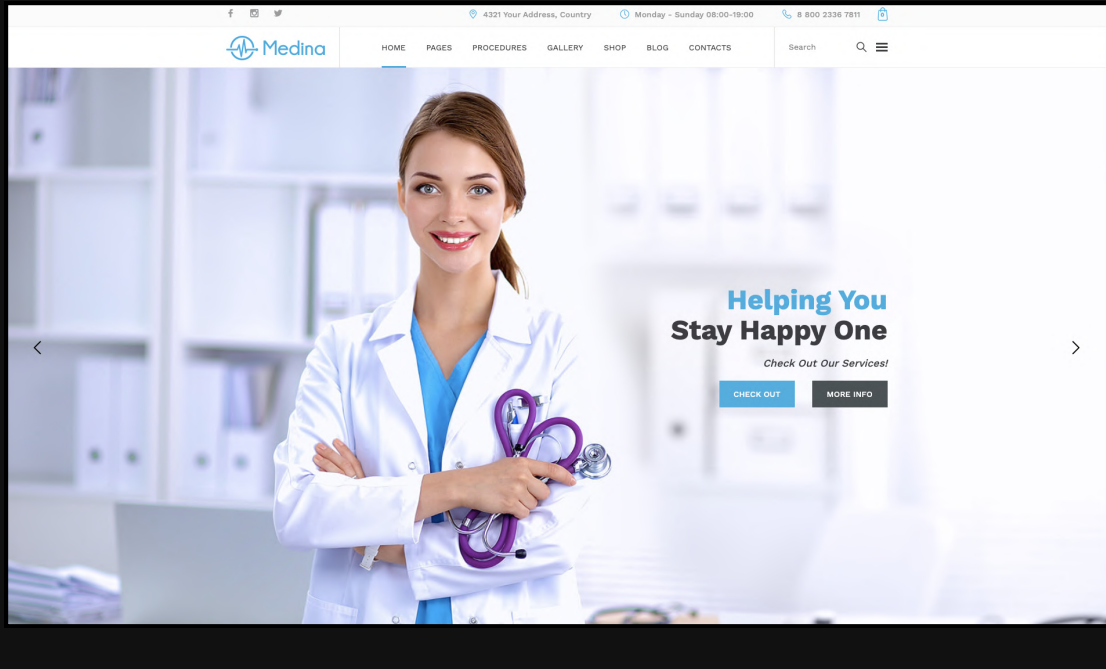 4321 Your Address, Country
Monday - Sunday 08:00-19:00
8 800 2336 7811
0
Medina
HOME
PAGES
PROCEDURES
GALLERY
SHOP
BLOG
CONTACTS
Search
Helping You
Stay Happy One
Check Out Our Services!
CHECK OUT
MORE INFO